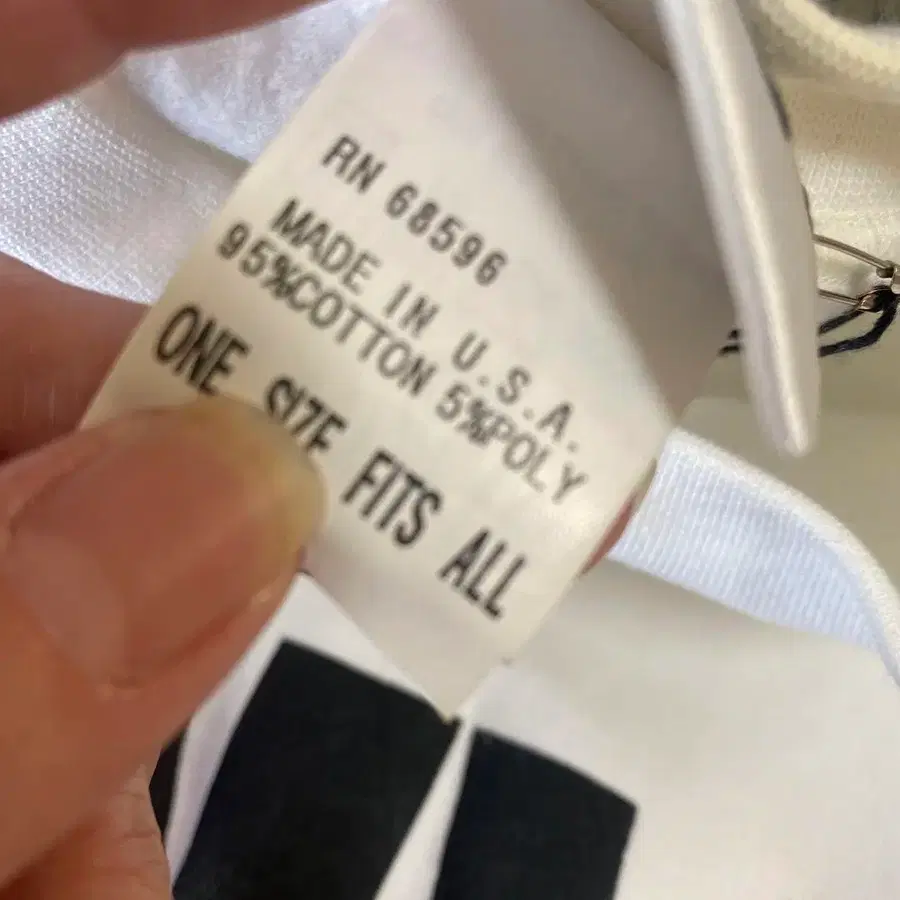 RN 68596
MADE IN U.S.A.
95%COTTON 5%POLY
ONE SIZE FITS ALL